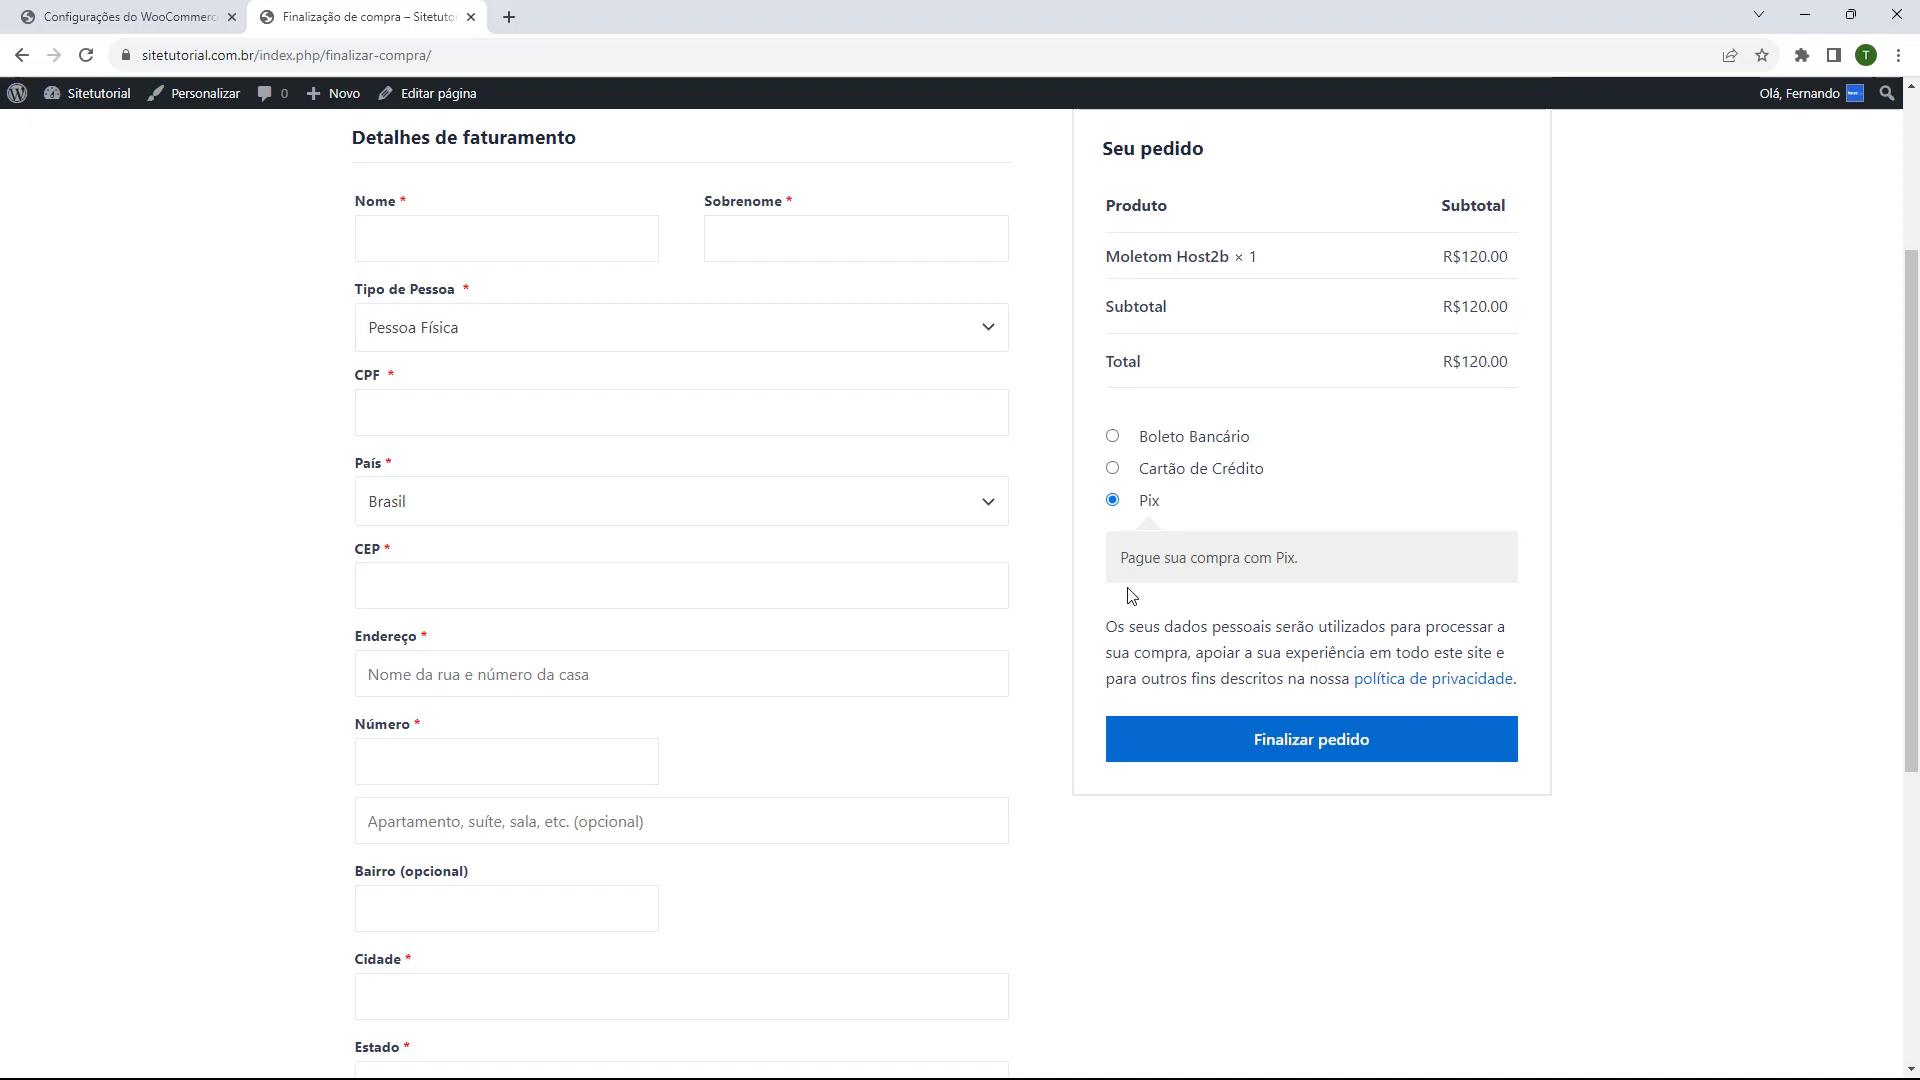 Configurações do WooCommerc
Finalização de compra – Sitetuto
sitetutorial.com.br/index.php/finalizar-compra/
T
Sitetutorial
Personalizar
0
Novo
Editar página
Olá, Fernando
Detalhes de faturamento
Nome *
Sobrenome *
Tipo de Pessoa *
Pessoa Física
CPF *
País *
Brasil
CEP *
Endereço *
Nome da rua e número da casa
Número *
Apartamento, suíte, sala, etc. (opcional)
Bairro (opcional)
Cidade *
Estado *
Seu pedido
Produto Subtotal
Moletom Host2b × 1 R$120.00
Subtotal R$120.00
Total R$120.00
Boleto Bancário
Cartão de Crédito
Pix
Pague sua compra com Pix.
Os seus dados pessoais serão utilizados para processar a
sua compra, apoiar a sua experiência em todo este site e
para outros fins descritos na nossa política de privacidade.
Finalizar pedido